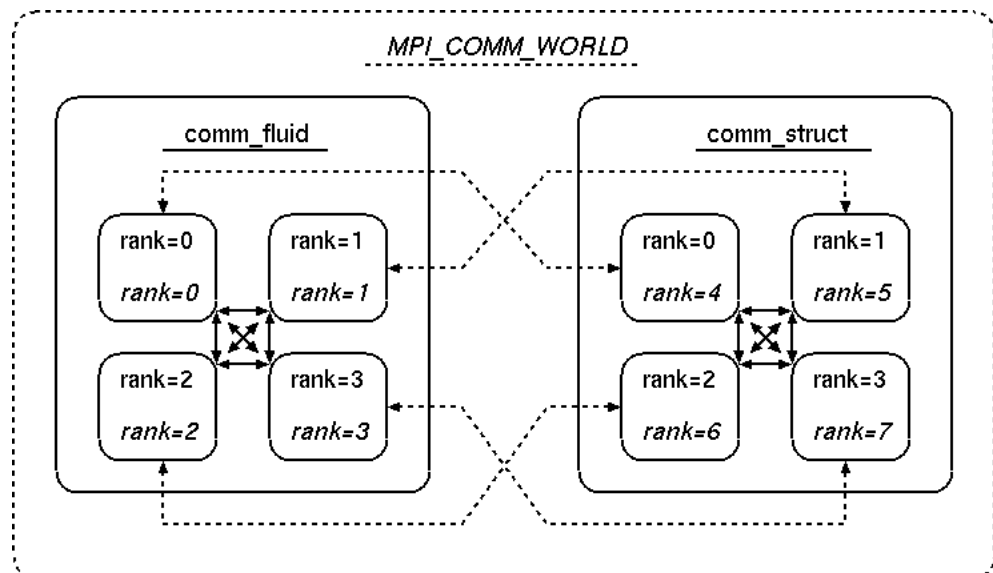 MPI_COMM_WORLD
comm_fluid
rank=0
rank=0
rank=1
rank=1
rank=2
rank=2
rank=3
rank=3
comm_struct
rank=0
rank=4
rank=1
rank=5
rank=2
rank=6
rank=3
rank=7